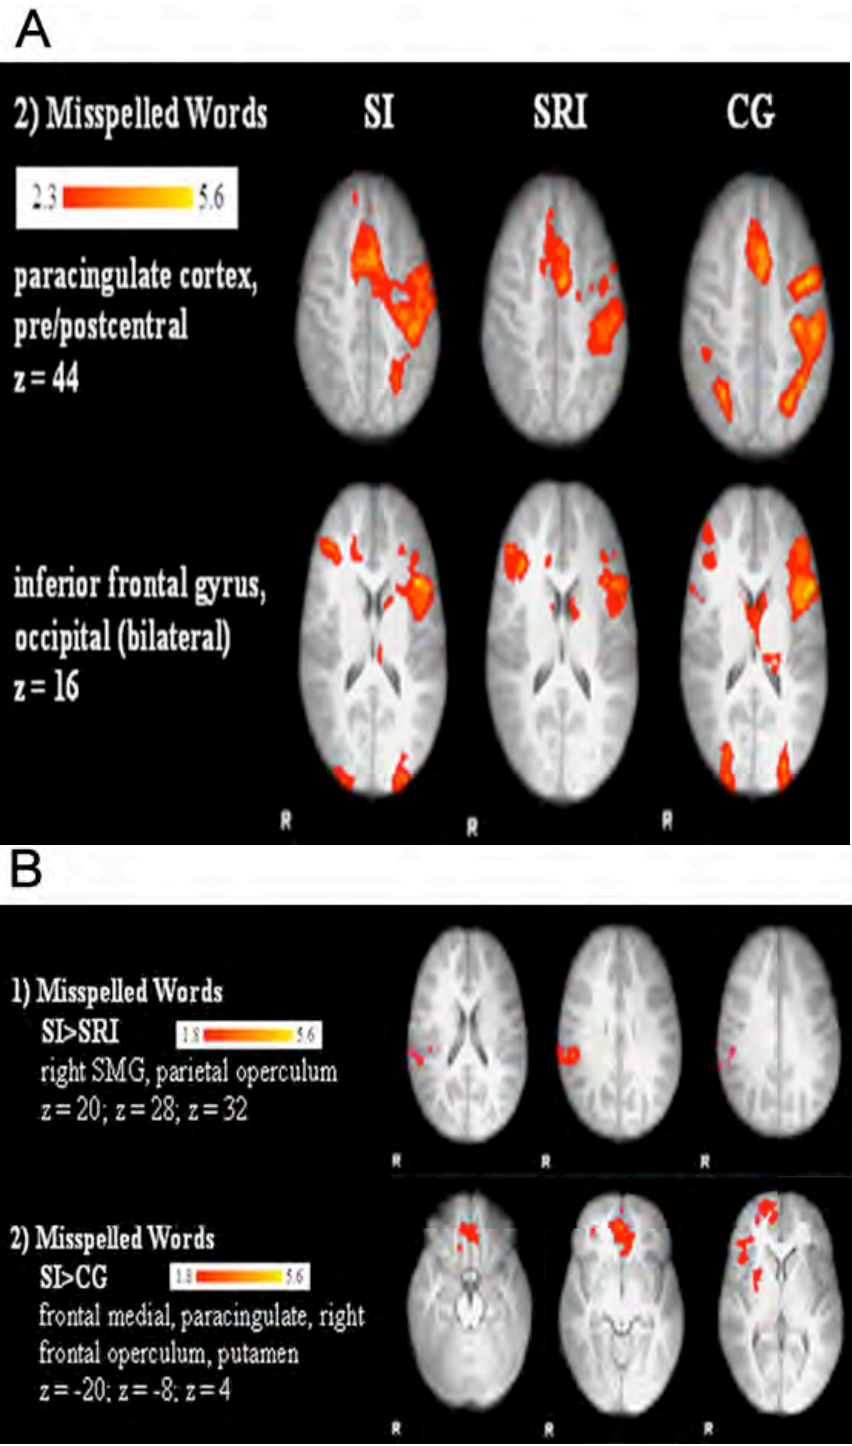 A
2) Misspelled Words SI SRI CG
2.3 5.6
paracingulate cortex,
pre/postcentral
z = 44
inferior frontal gyrus,
occipital (bilateral)
z = 16
R R R
B
1) Misspelled Words
SI>SRI 1.8 5.6
right SMG, parietal operculum
z = 20; z = 28; z = 32
R R R
2) Misspelled Words
SI>CG 1.8 5.6
frontal medial, paracingulate, right
frontal operculum, putamen
z = -20; z = -8; z = 4
R R R